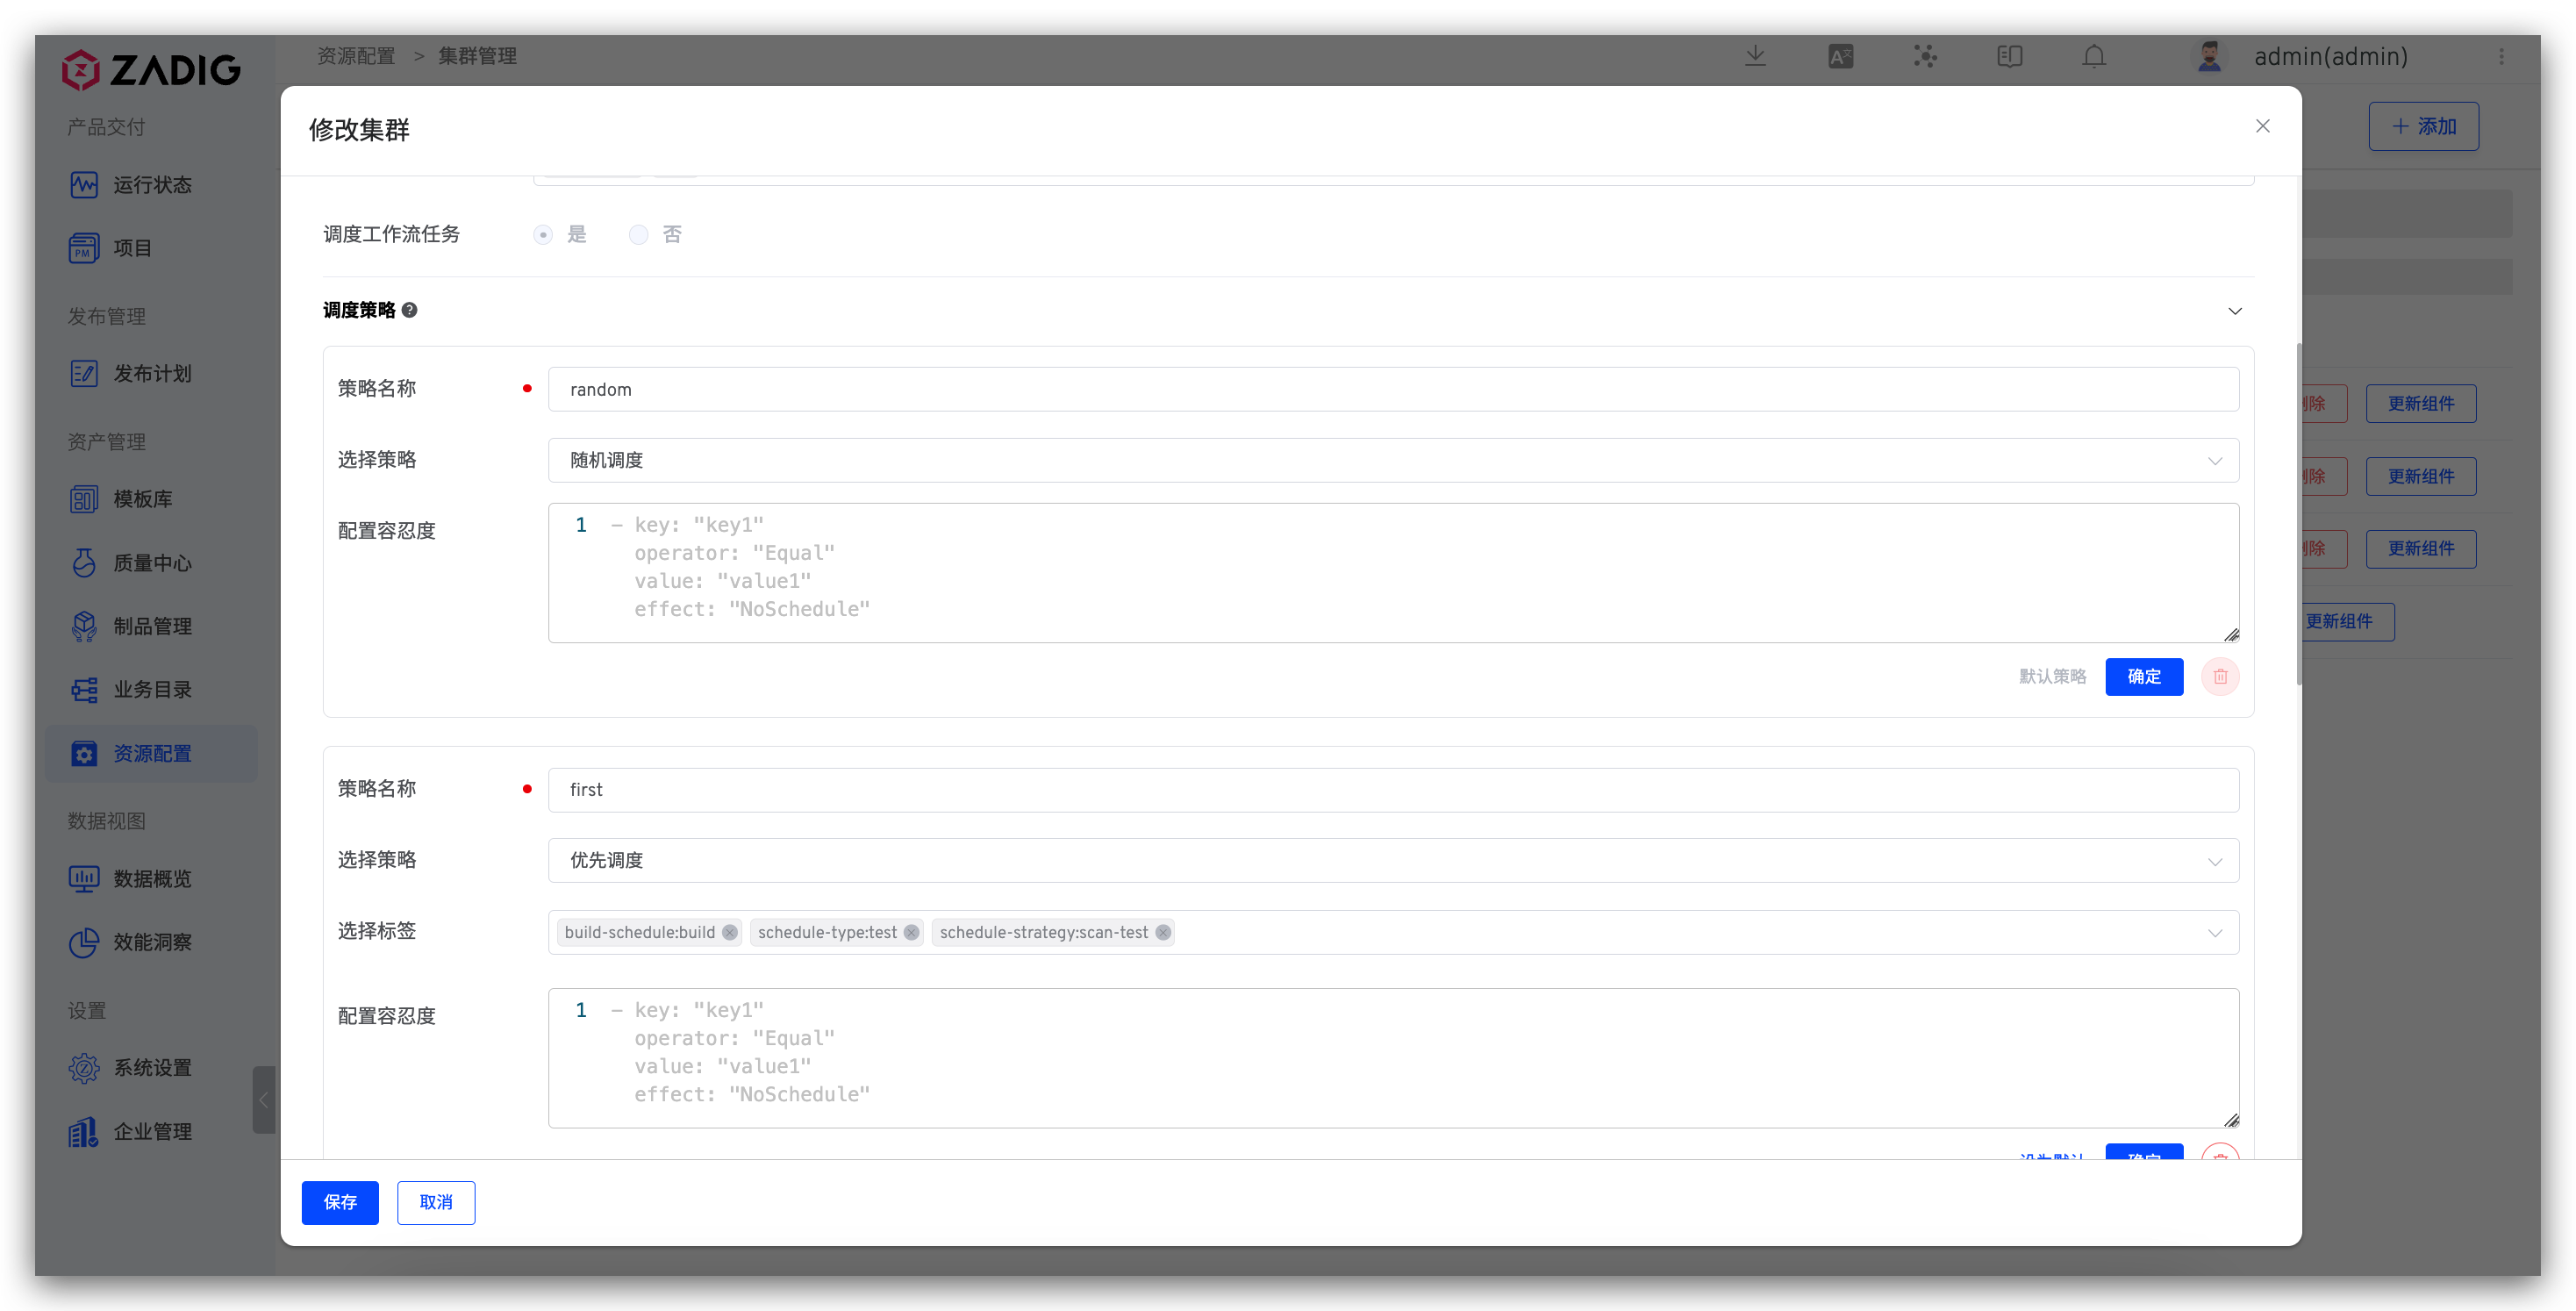 ZADIG
资源配置 > 集群管理
admin(admin)
产品交付
运行状态
项目
发布管理
发布计划
资产管理
模板库
质量中心
制品管理
业务目录
资源配置
数据视图
数据概览
效能洞察
设置
系统设置
企业管理
+ 添加
更新组件
更新组件
更新组件
更新组件
修改集群
调度工作流任务 是 否
调度策略
策略名称 random
选择策略 随机调度
配置容忍度
1 - key: "key1"
operator: "Equal"
value: "value1"
effect: "NoSchedule"
默认策略 确定
策略名称 first
选择策略 优先调度
选择标签 build-schedule:build schedule-type:test schedule-strategy:scan-test
配置容忍度
1 - key: "key1"
operator: "Equal"
value: "value1"
effect: "NoSchedule"
保存 取消